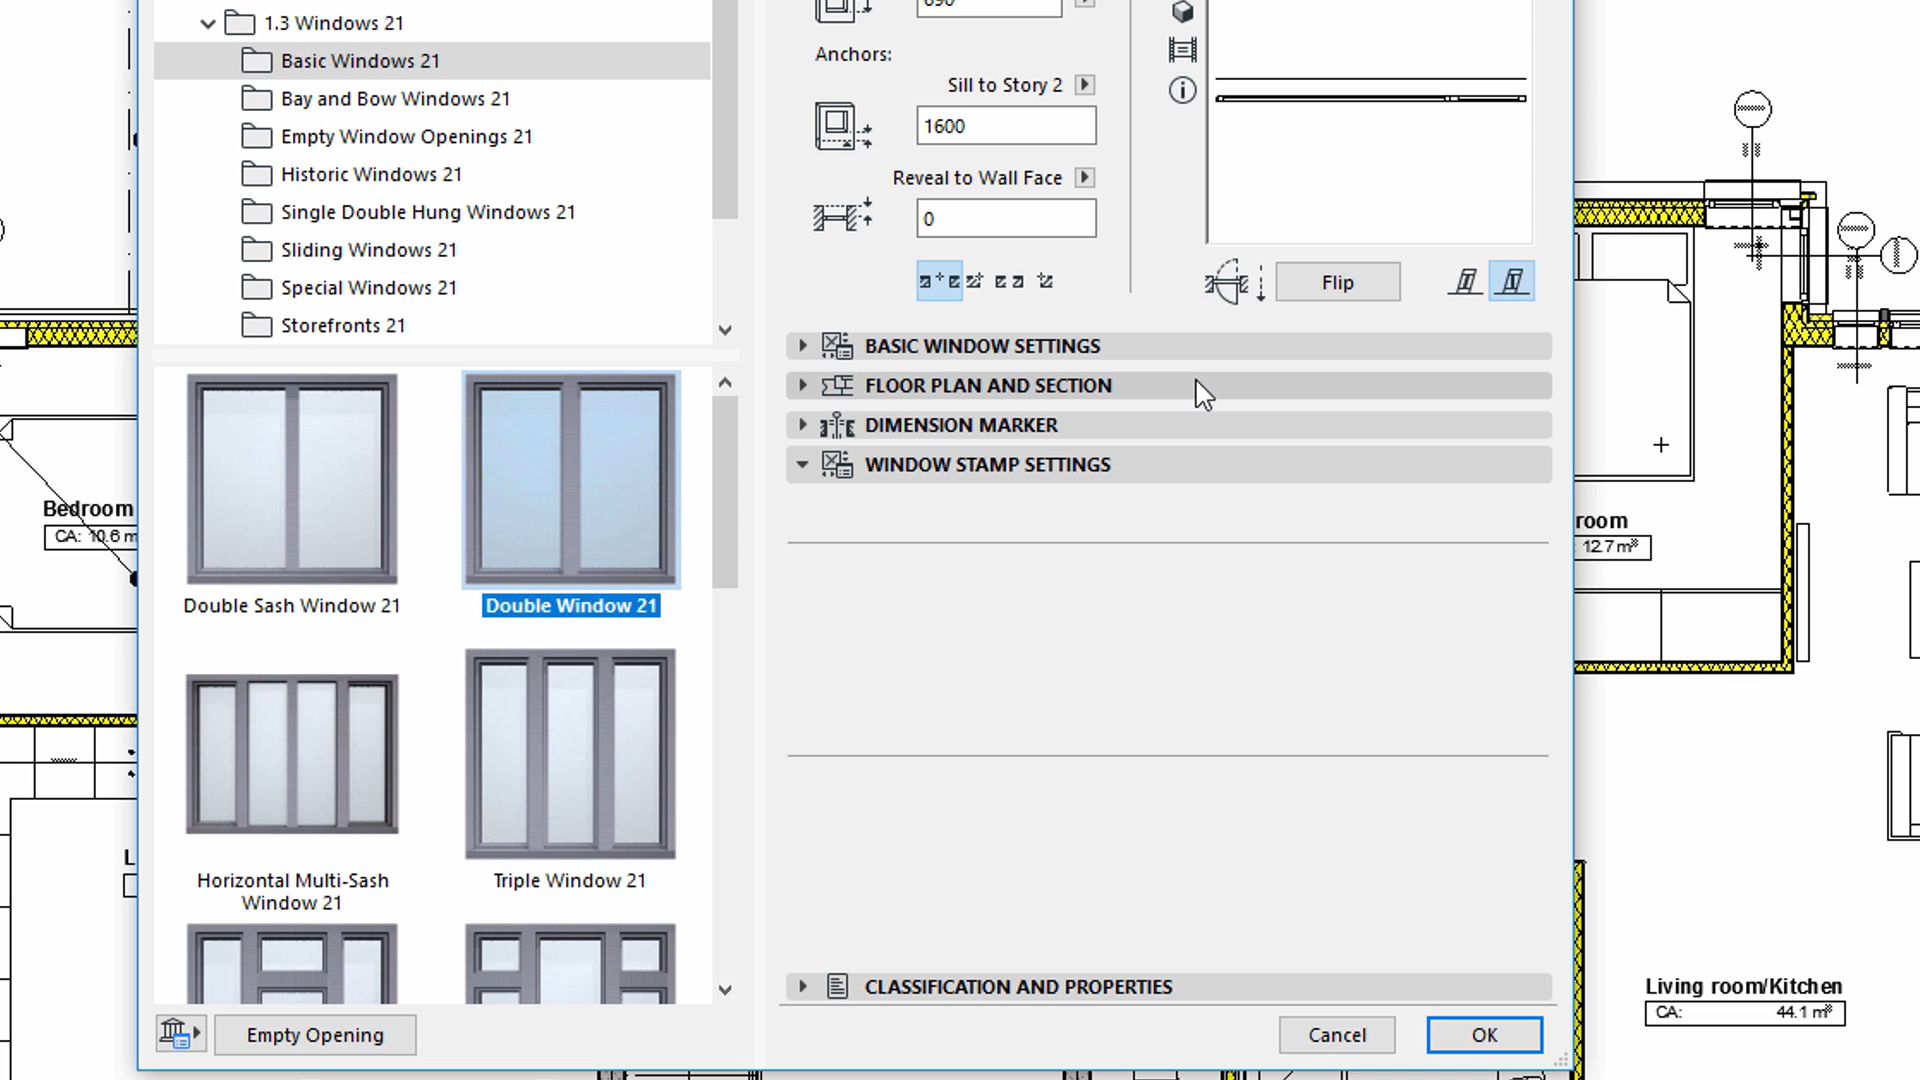 1.3 Windows 21
Basic Windows 21
Bay and Bow Windows 21
Empty Window Openings 21
Historic Windows 21
Single Double Hung Windows 21
Sliding Windows 21
Special Windows 21
Storefronts 21
Double Sash Window 21
Double Window 21
Horizontal Multi-Sash
Window 21
Triple Window 21
Empty Opening
Anchors:
Sill to Story 2
1600
Reveal to Wall Face
0
Flip
BASIC WINDOW SETTINGS
FLOOR PLAN AND SECTION
DIMENSION MARKER
WINDOW STAMP SETTINGS
CLASSIFICATION AND PROPERTIES
Cancel
OK
Bedroom
CA: 10.6 m
room
12.7 m²
Living room/Kitchen
CA: 44.1 m²